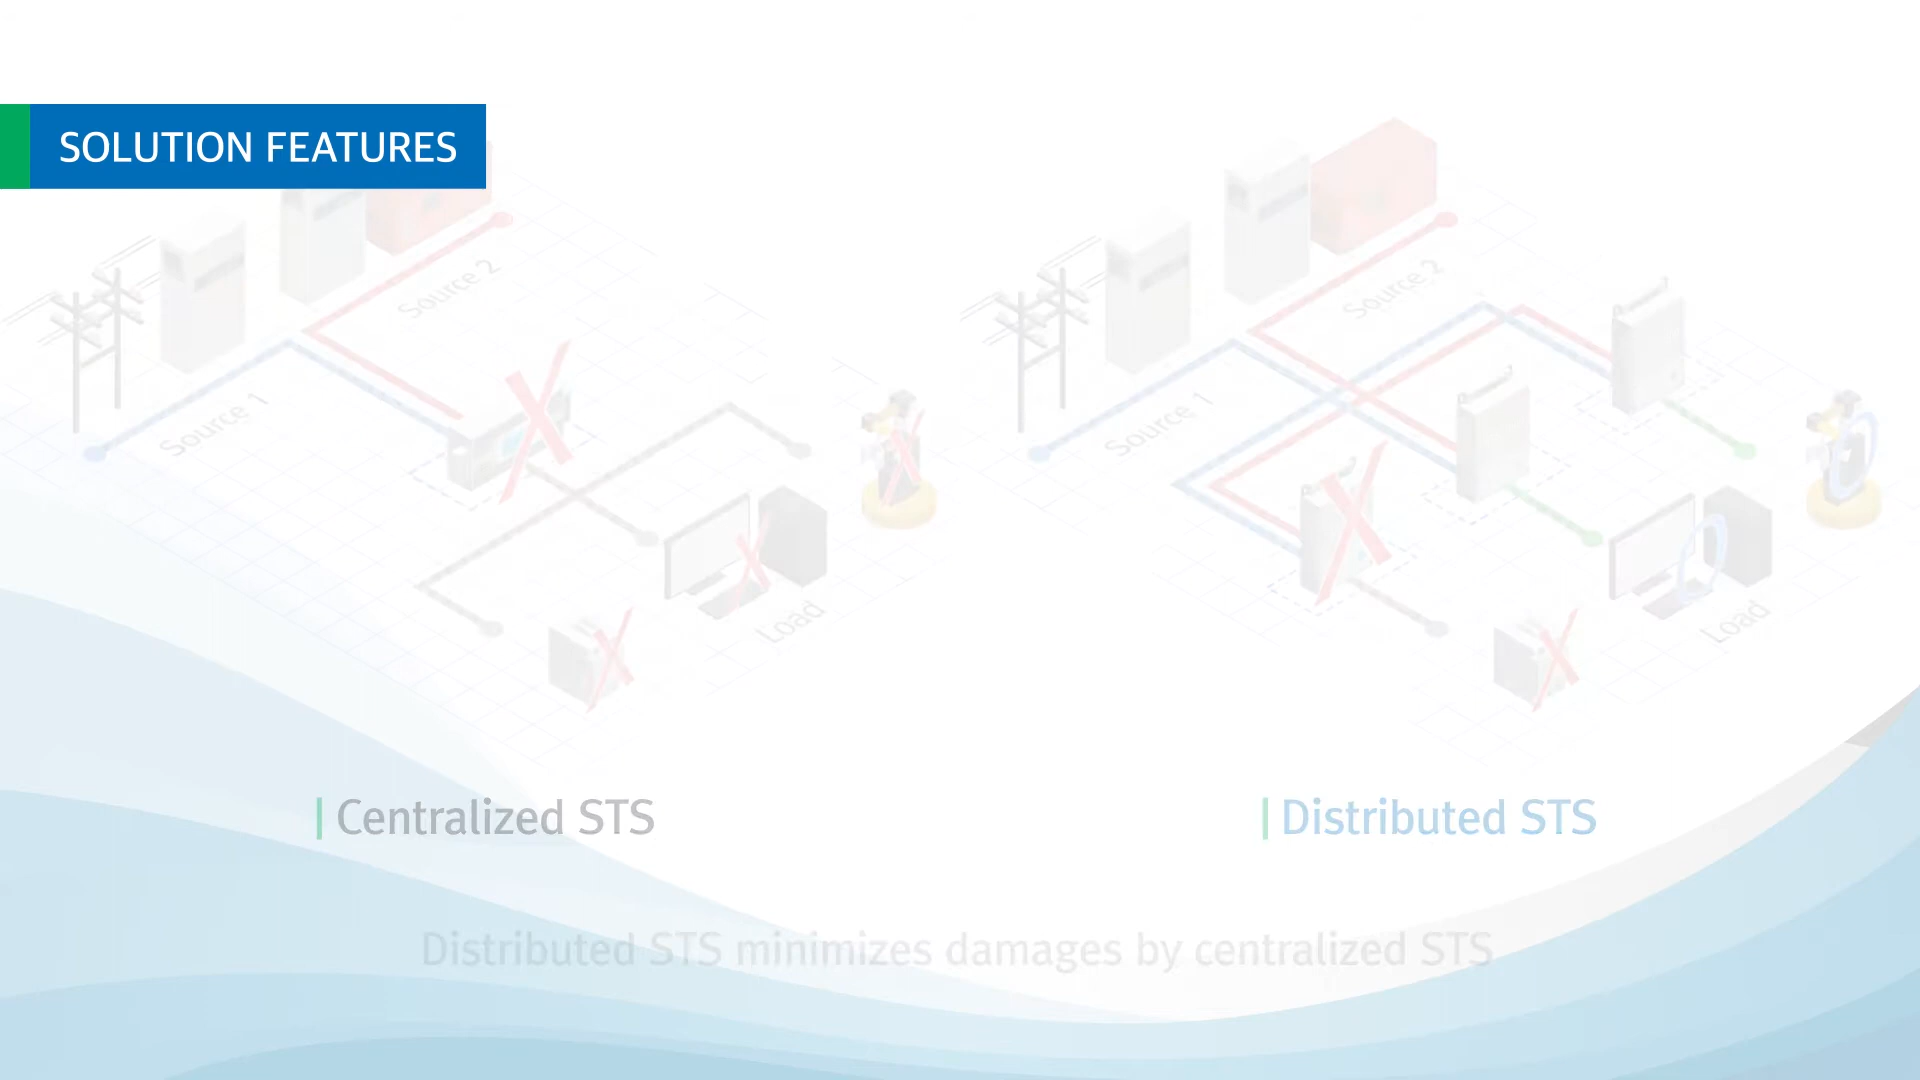 SOLUTION FEATURES
Source 2
Source 1
Load
Source 2
Source 1
Load
Centralized STS
Distributed STS
Distributed STS minimizes damages by centralized STS